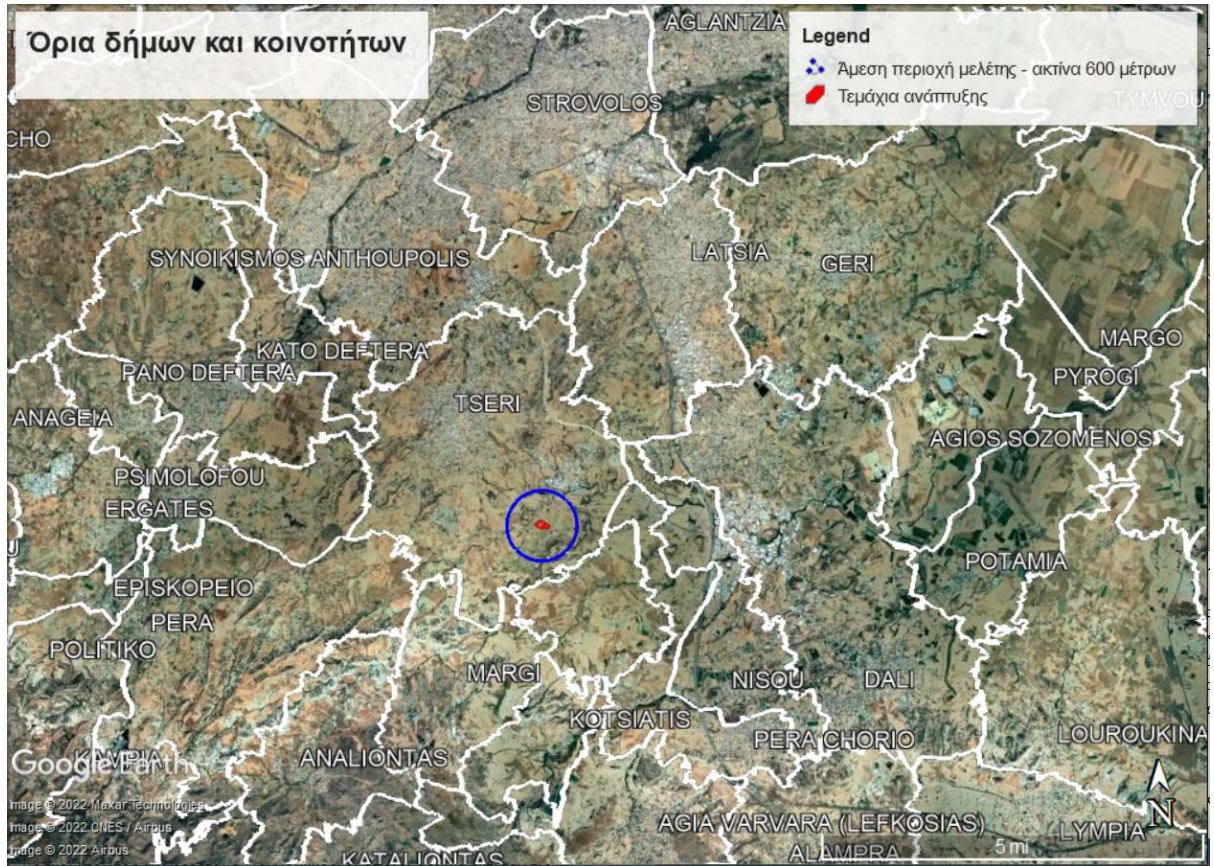 Όρια δήμων και κοινοτήτων
Legend
Άμεση περιοχή μελέτης - ακτίνα 600 μέτρων
Τεμάχια ανάπτυξης
AGLANTZIA
STROVOLOS
TYMVOU
CHO
SYNOIKISMOS ANTHOUPOLIS
LATSIA
GERI
KATO DEFTERA
MARGO
PANO DEFTERA
PYROGI
ANAGEIA
TSERI
AGIOS SOZOMENOS
PSIMOLOFOU
ERGATES
U
POTAMIA
EPISKOPEIO
PERA
POLITIKO
MARGI
NISOU
DALI
KOTSIATIS
PERA CHORIO
LOUROUKINA
KAMPIA
ANALIONTAS
Google Earth
Image © 2022 Maxar Technologies
Image © 2022 CNES / Airbus
Image © 2022 Airbus
AGIA VARVARA (LEFKOSIAS)
LYMPIA
N
KATALIONTAS
ALAMPRA
5 mi